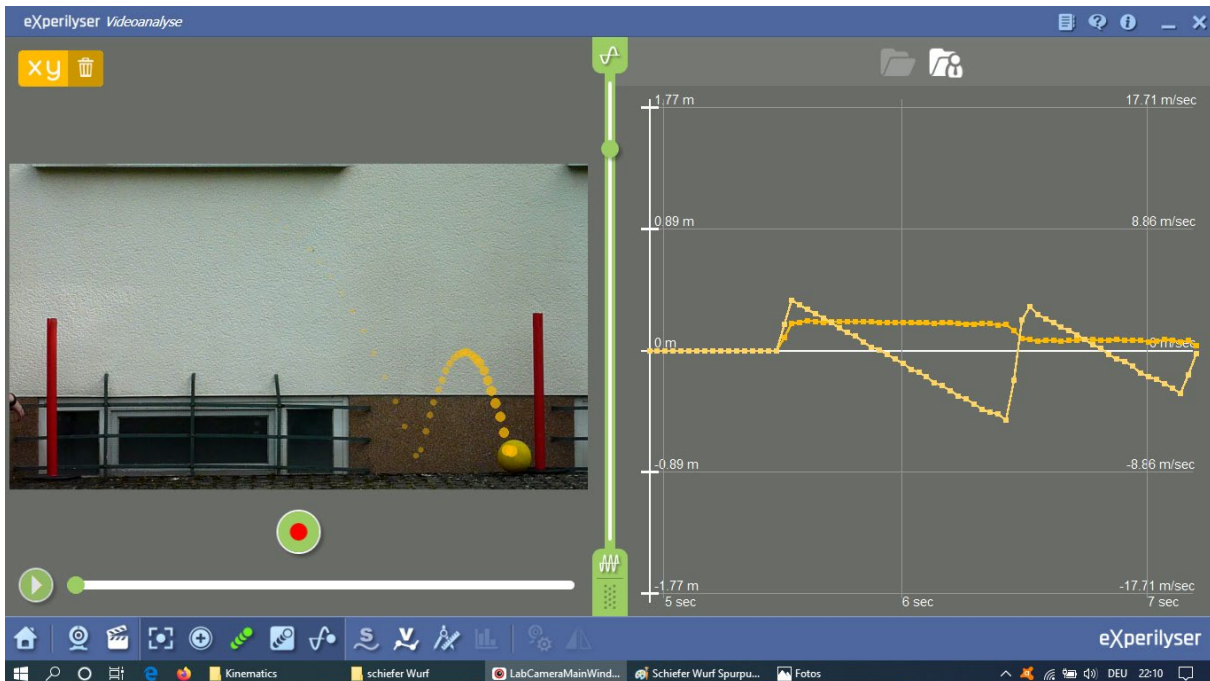 eXperilyser Videoanalyse
xy
1.77 m 17.71 m/sec
0.89 m 8.86 m/sec
0 m 0 m/sec
-0.89 m -8.86 m/sec
-1.77 m -17.71 m/sec
5 sec 6 sec 7 sec
S V
eXperilyser
Kinematics schiefer Wurf LabCameraMainWind... Schiefer Wurf Spurpu... Fotos DEU 22:10